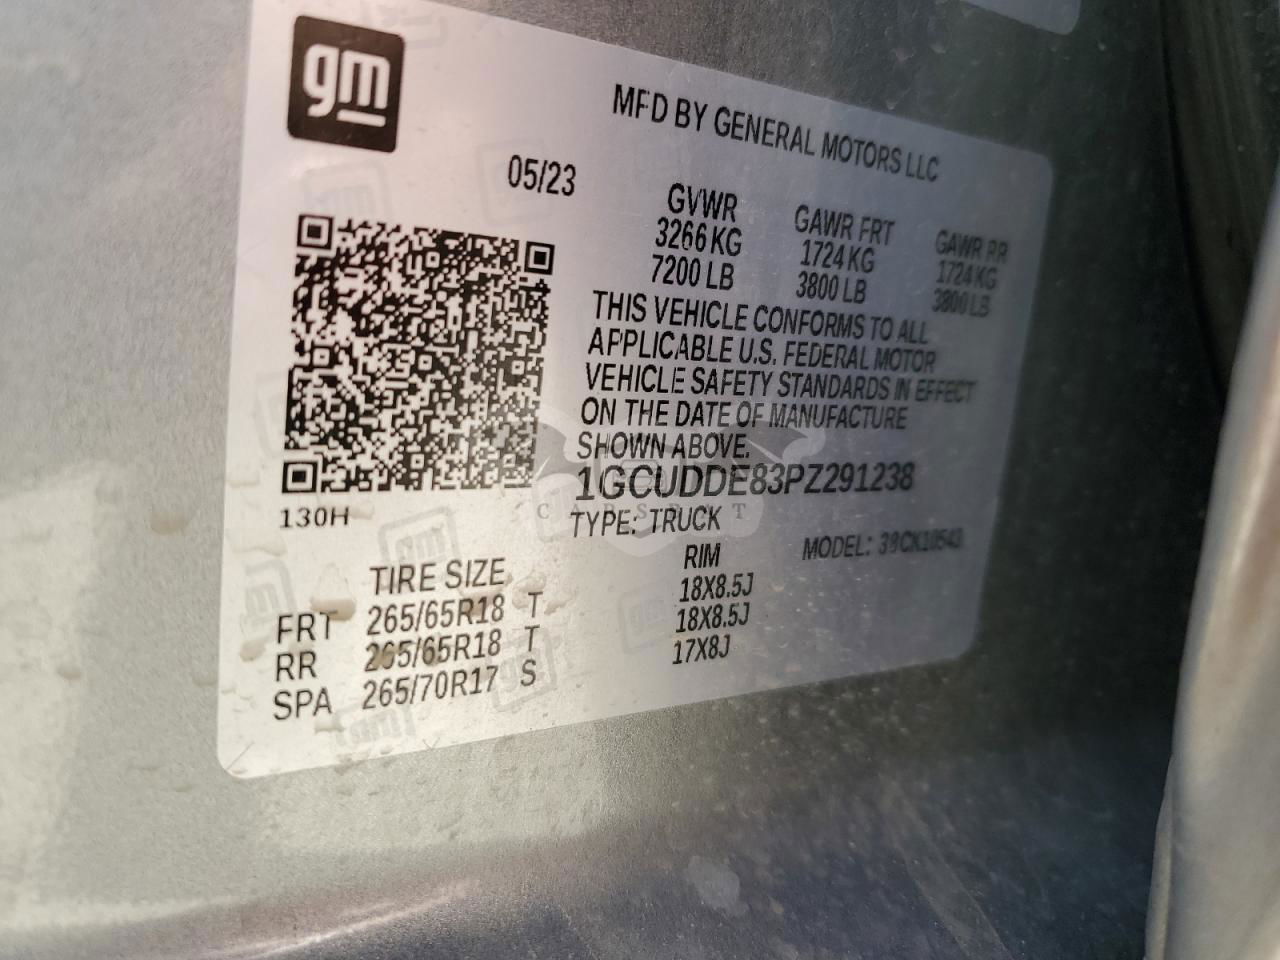 gm
MFD BY GENERAL MOTORS LLC
05/23
GVWR GAWR FRT GAWR RR
3266 KG 1724 KG 1724 KG
7200 LB 3800 LB 3800 LB
THIS VEHICLE CONFORMS TO ALL
APPLICABLE U.S. FEDERAL MOTOR
VEHICLE SAFETY STANDARDS IN EFFECT
ON THE DATE OF MANUFACTURE
SHOWN ABOVE.
1GCUDDE83PZ291238
130H
TYPE: TRUCK
MODEL:
TIRE SIZE RIM
FRT 265/65R18 T 18X8.5J
RR 265/65R18 T 18X8.5J
SPA 265/70R17 S 17X8J